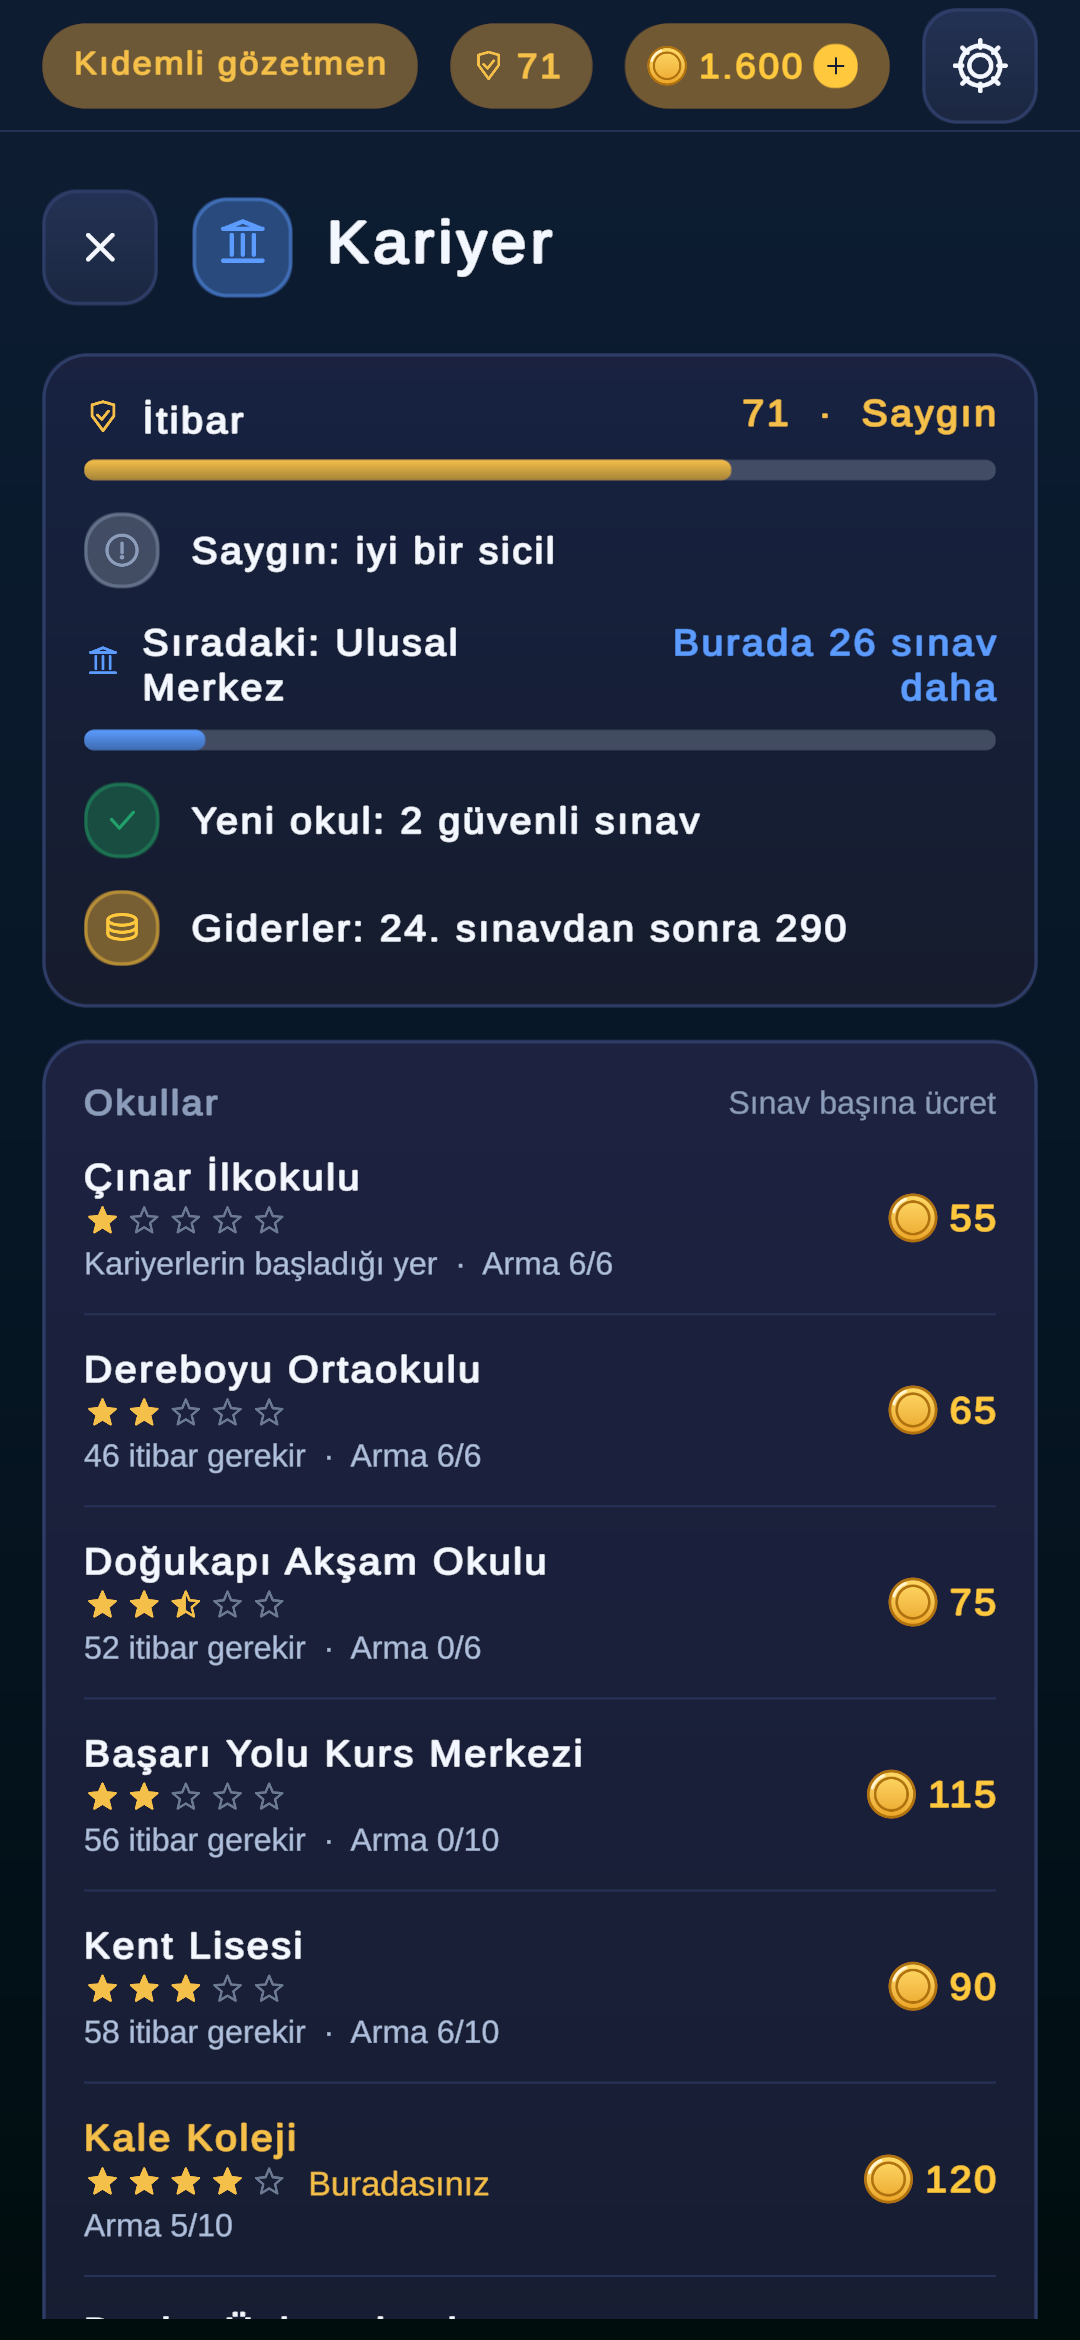 Kıdemli gözetmen
71
1.600
Kariyer
İtibar
71 · Saygın
Saygın: iyi bir sicil
Sıradaki: Ulusal
Merkez
Burada 26 sınav
daha
Yeni okul: 2 güvenli sınav
Giderler: 24. sınavdan sonra 290
Okullar
Sınav başına ücret
Çınar İlkokulu
55
Kariyerlerin başladığı yer · Arma 6/6
Dereboyu Ortaokulu
65
46 itibar gerekir · Arma 6/6
Doğukapı Akşam Okulu
75
52 itibar gerekir · Arma 0/6
Başarı Yolu Kurs Merkezi
115
56 itibar gerekir · Arma 0/10
Kent Lisesi
90
58 itibar gerekir · Arma 6/10
Kale Koleji
Buradasınız
120
Arma 5/10